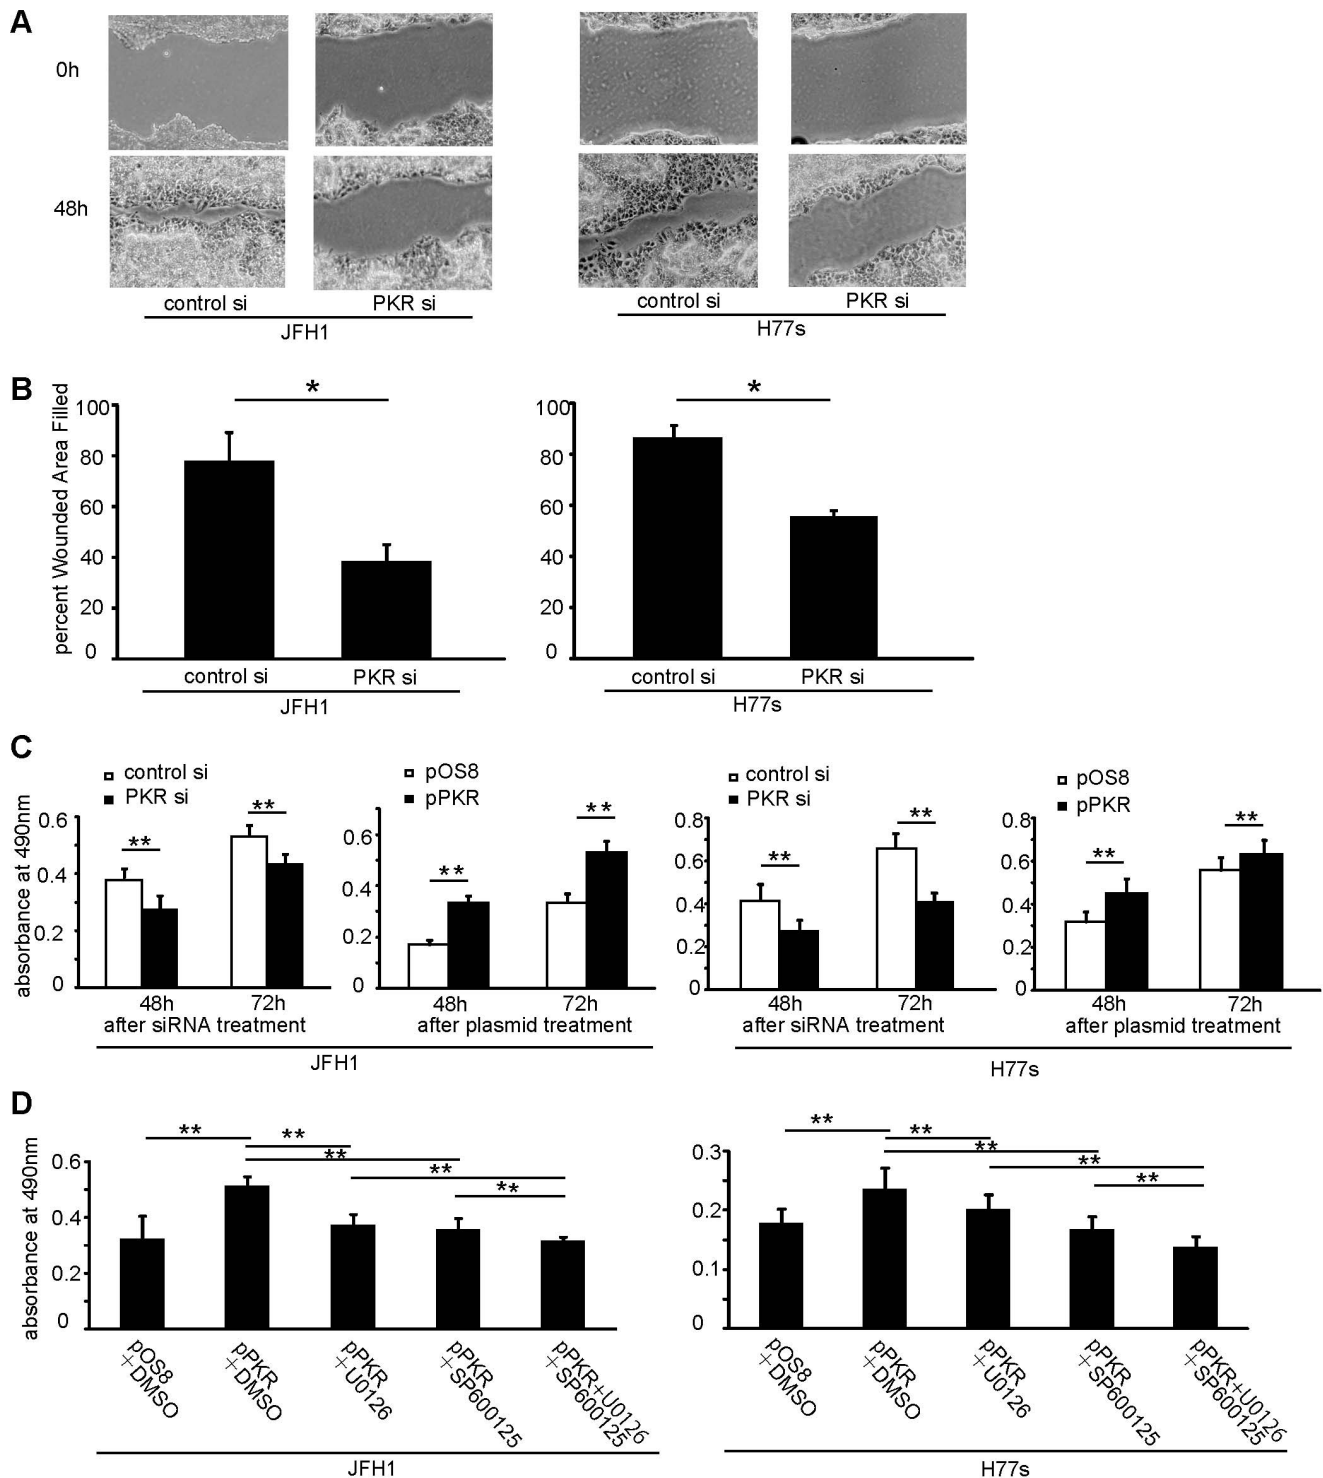 A
0h
48h
control si PKR si control si PKR si
JFH1 H77s
B
* *
percent Wounded Area Filled
100 100
80 80
60 60
40 40
20 20
0 0
control si PKR si control si PKR si
JFH1 H77s
C
control si pOS8 control si pOS8
PKR si pPKR PKR si pPKR
absorbance at 490nm
0.6 0.6 0.8 0.8
0.4 0.4 0.6 0.6
0.2 0.2 0.4 0.4
0 0 0.2 0.2
0 0
** ** ** ** ** ** ** **
48h 72h 48h 72h 48h 72h 48h 72h
after siRNA treatment after plasmid treatment after siRNA treatment after plasmid treatment
JFH1 H77s
D
absorbance at 490nm
** ** ** ** ** ** ** ** ** **
0.6 0.3
0.4 0.2
0.2 0.1
0 0
pOS8
+DMSO
pPKR
+DMSO
pPKR
+U0126
pPKR
+SP600125
pPKR+U0126
+SP600125
pOS8
+DMSO
pPKR
+DMSO
pPKR
+U0126
pPKR
+SP600125
pPKR+U0126
+SP600125
JFH1 H77s